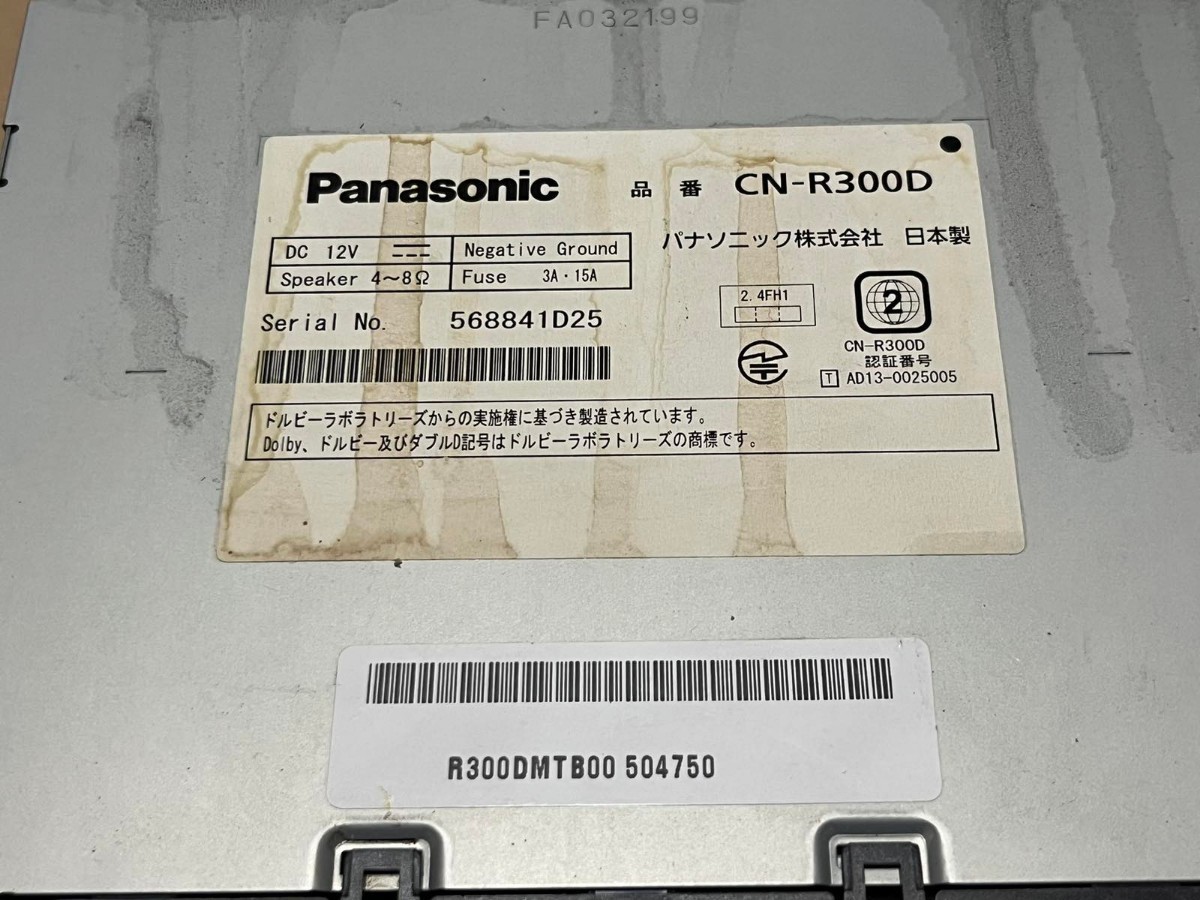 FA032199
Panasonic 品番 CN-R300D
パナソニック株式会社 日本製
DC 12V Negative Ground
Speaker 4～8Ω Fuse 3A・15A
2.4FH1
2
Serial No. 568841D25
CN-R300D
認証番号
T AD13-0025005
ドルビーラボラトリーズからの実施権に基づき製造されています。
Dolby、ドルビー及びダブルD記号はドルビーラボラトリーズの商標です。
R300DMTB00 504750